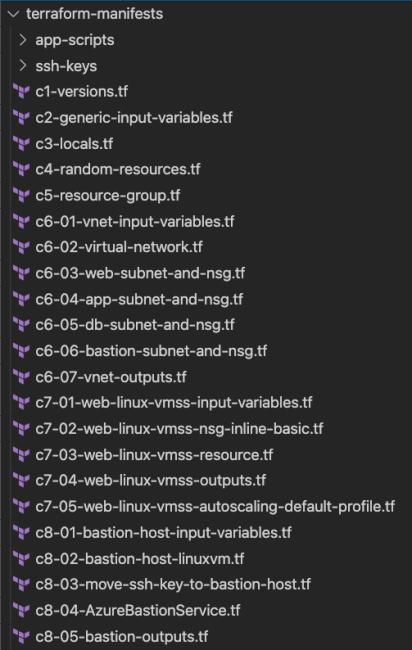 terraform-manifests
app-scripts
ssh-keys
c1-versions.tf
c2-generic-input-variables.tf
c3-locals.tf
c4-random-resources.tf
c5-resource-group.tf
c6-01-vnet-input-variables.tf
c6-02-virtual-network.tf
c6-03-web-subnet-and-nsg.tf
c6-04-app-subnet-and-nsg.tf
c6-05-db-subnet-and-nsg.tf
c6-06-bastion-subnet-and-nsg.tf
c6-07-vnet-outputs.tf
c7-01-web-linux-vmss-input-variables.tf
c7-02-web-linux-vmss-nsg-inline-basic.tf
c7-03-web-linux-vmss-resource.tf
c7-04-web-linux-vmss-outputs.tf
c7-05-web-linux-vmss-autoscaling-default-profile.tf
c8-01-bastion-host-input-variables.tf
c8-02-bastion-host-linuxvm.tf
c8-03-move-ssh-key-to-bastion-host.tf
c8-04-AzureBastionService.tf
c8-05-bastion-outputs.tf